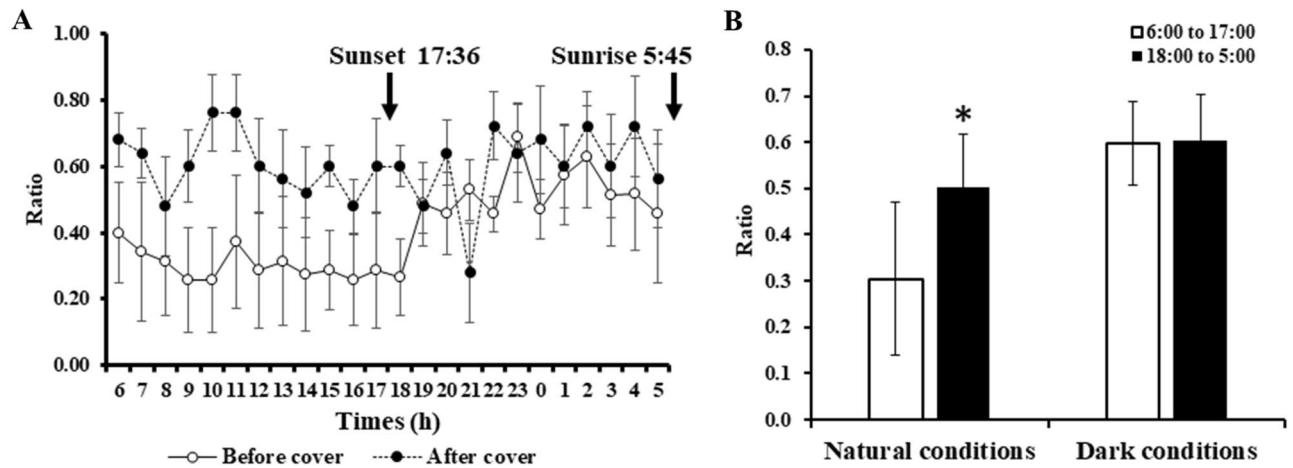 A
1.00
0.80
0.60
0.40
0.20
0.00
Ratio
Sunset 17:36
Sunrise 5:45
6 7 8 9 10 11 12 13 14 15 16 17 18 19 20 21 22 23 0 1 2 3 4 5
Times (h)
Before cover After cover
B
6:00 to 17:00
18:00 to 5:00
0.8
0.7
0.6
0.5
0.4
0.3
0.2
0.1
0.0
Ratio
*
Natural conditions Dark conditions